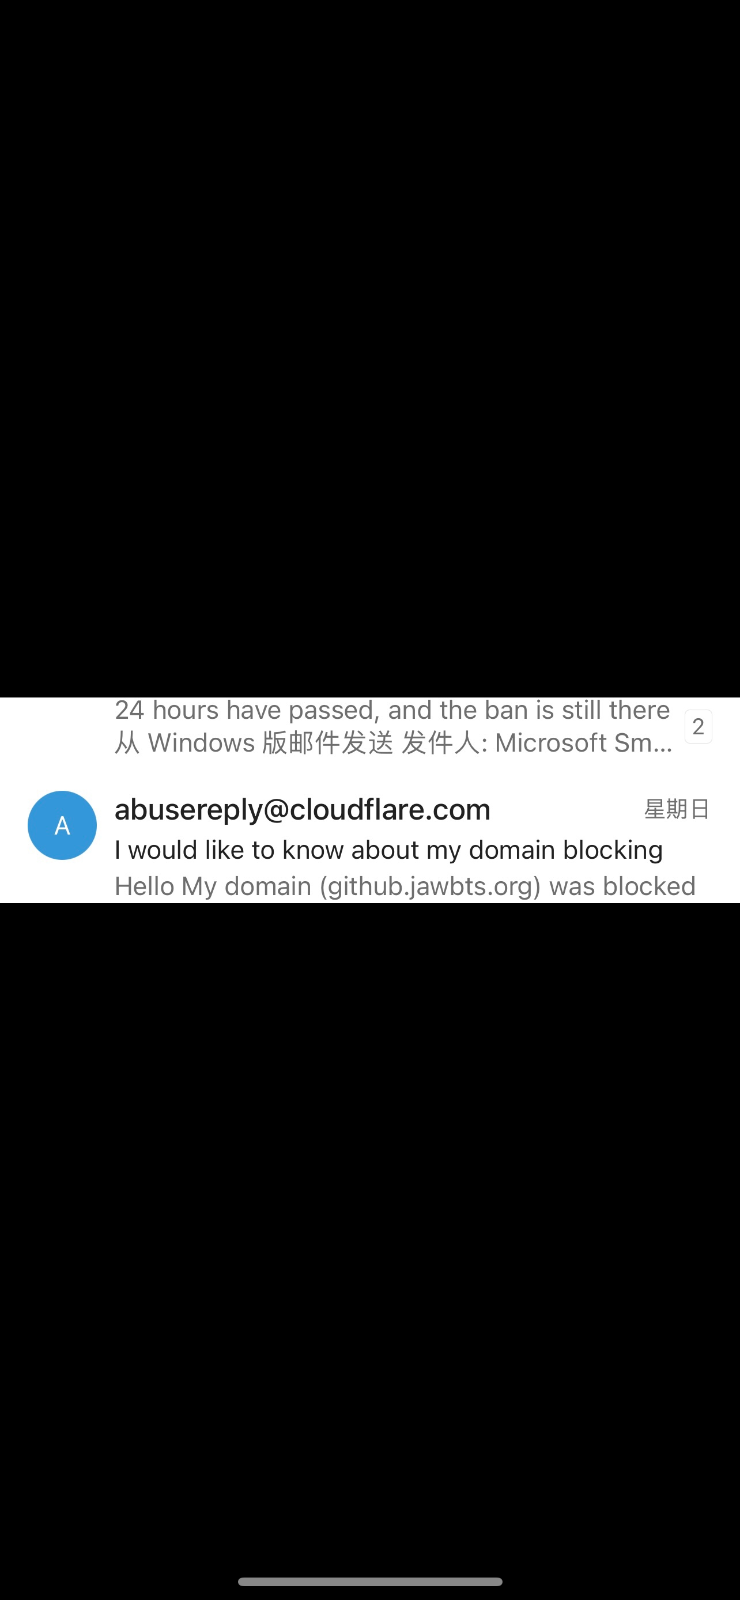 24 hours have passed, and the ban is still there
2
从 Windows 版邮件发送 发件人: Microsoft Sm...
A
abusereply@cloudflare.com
星期日
I would like to know about my domain blocking
Hello My domain (github.jawbts.org) was blocked